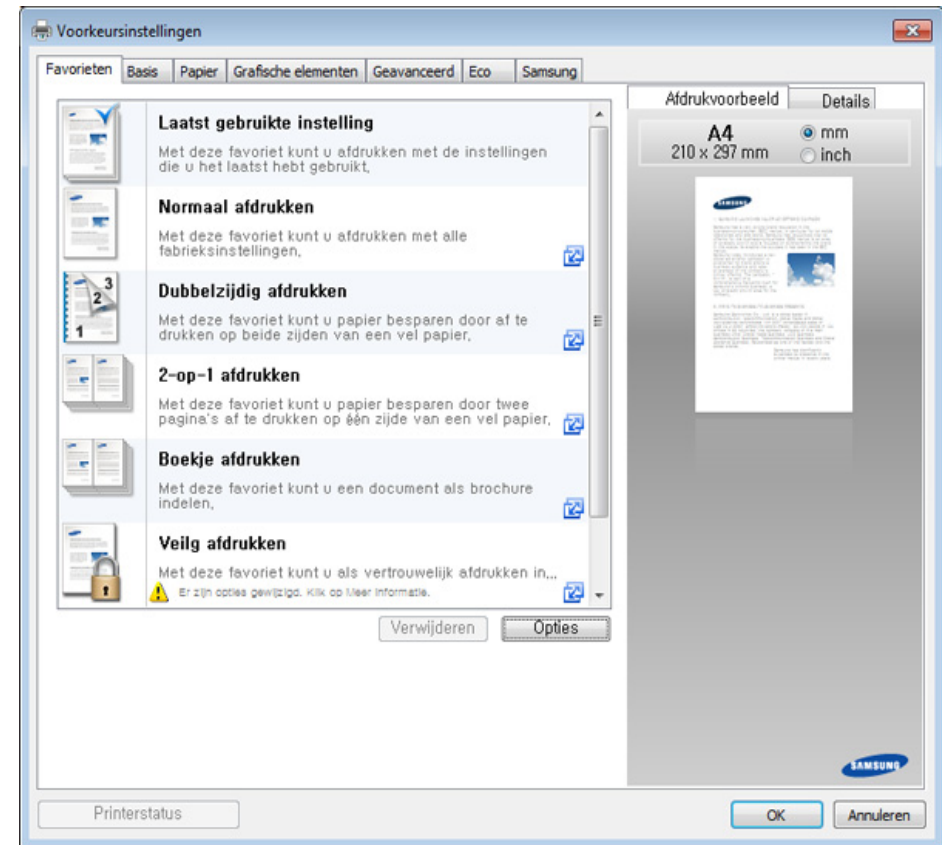 Voorkeursinstellingen
Favorieten Basis Papier Grafische elementen Geavanceerd Eco Samsung
Laatst gebruikte instelling
Met deze favoriet kunt u afdrukken met de instellingen
die u het laatst hebt gebruikt,
Normaal afdrukken
Met deze favoriet kunt u afdrukken met alle
fabrieksinstellingen,
3
2
1
Dubbelzijdig afdrukken
Met deze favoriet kunt u papier besparen door af te
drukken op beide zijden van een vel papier,
2-op-1 afdrukken
Met deze favoriet kunt u papier besparen door twee
pagina's af te drukken op één zijde van een vel papier,
Boekje afdrukken
Met deze favoriet kunt u een document als brochure
indelen,
Veilg afdrukken
Met deze favoriet kunt u als vertrouwelijk afdrukken in,,,
Er zijn opties gewijzigd. Klik op Meer informatie.
Verwijderen Opties
Afdrukvoorbeeld Details
A4
210 x 297 mm
mm
inch
SAMSUNG
SAMSUNG
Printerstatus OK Annuleren